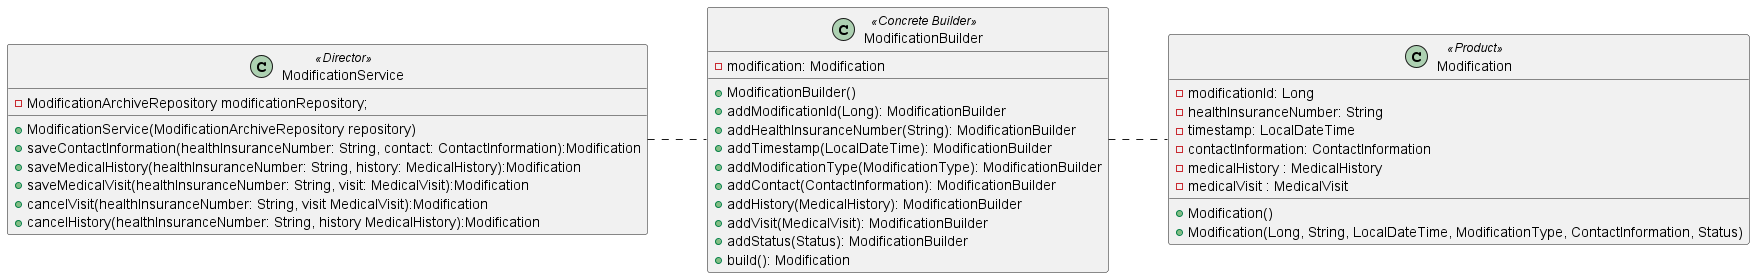 «Director»
C
ModificationService
ModificationArchiveRepository modificationRepository;
ModificationService(ModificationArchiveRepository repository)
saveContactInformation(healthInsuranceNumber: String, contact: ContactInformation):Modification
saveMedicalHistory(healthInsuranceNumber: String, history: MedicalHistory):Modification
saveMedicalVisit(healthInsuranceNumber: String, visit: MedicalVisit):Modification
cancelVisit(healthInsuranceNumber: String, visit MedicalVisit):Modification
cancelHistory(healthInsuranceNumber: String, history MedicalHistory):Modification
«Concrete Builder»
C
ModificationBuilder
modification: Modification
ModificationBuilder()
addModificationId(Long): ModificationBuilder
addHealthInsuranceNumber(String): ModificationBuilder
addTimestamp(LocalDateTime): ModificationBuilder
addModificationType(ModificationType): ModificationBuilder
addContact(ContactInformation): ModificationBuilder
addHistory(MedicalHistory): ModificationBuilder
addVisit(MedicalVisit): ModificationBuilder
addStatus(Status): ModificationBuilder
build(): Modification
«Product»
C
Modification
modificationId: Long
healthInsuranceNumber: String
timestamp: LocalDateTime
contactInformation: ContactInformation
medicalHistory : MedicalHistory
medicalVisit : MedicalVisit
Modification()
Modification(Long, String, LocalDateTime, ModificationType, ContactInformation, Status)